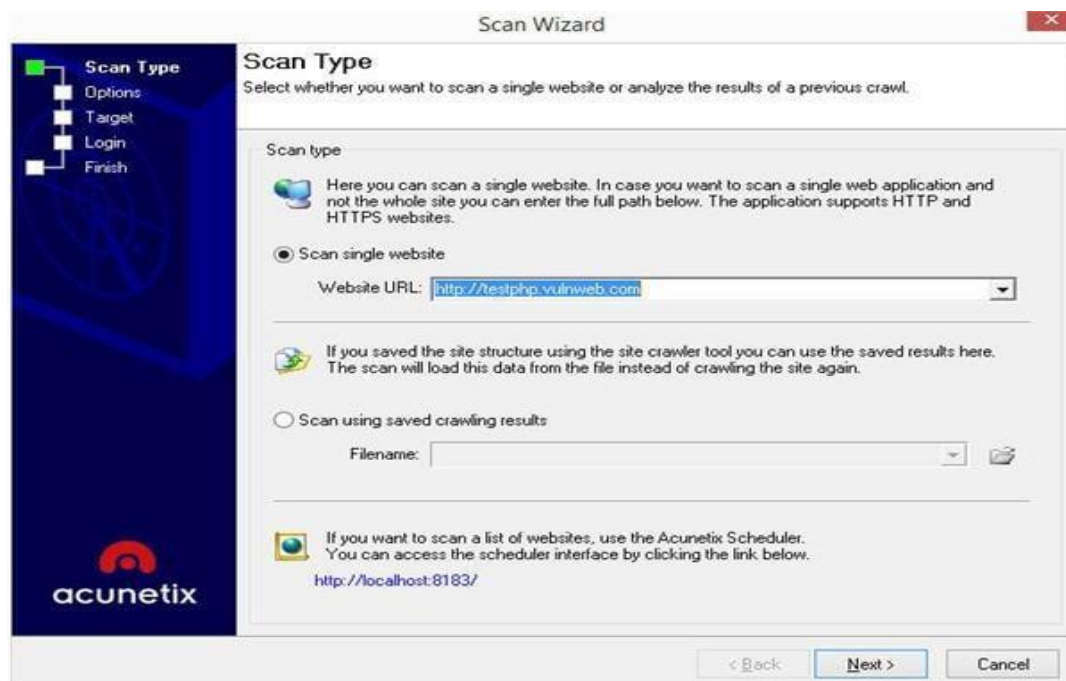 Scan Wizard
Scan Type
Options
Target
Login
Finish
acunetix
Scan Type
Select whether you want to scan a single website or analyze the results of a previous crawl.
Scan type
Here you can scan a single website. In case you want to scan a single web application and
not the whole site you can enter the full path below. The application supports HTTP and
HTTPS websites.
Scan single website
Website URL: http://testphp.vulnweb.com
If you saved the site structure using the site crawler tool you can use the saved results here.
The scan will load this data from the file instead of crawling the site again.
Scan using saved crawling results
Filename:
If you want to scan a list of websites, use the Acunetix Scheduler.
You can access the scheduler interface by clicking the link below.
http://localhost:8183/
< Back Next > Cancel